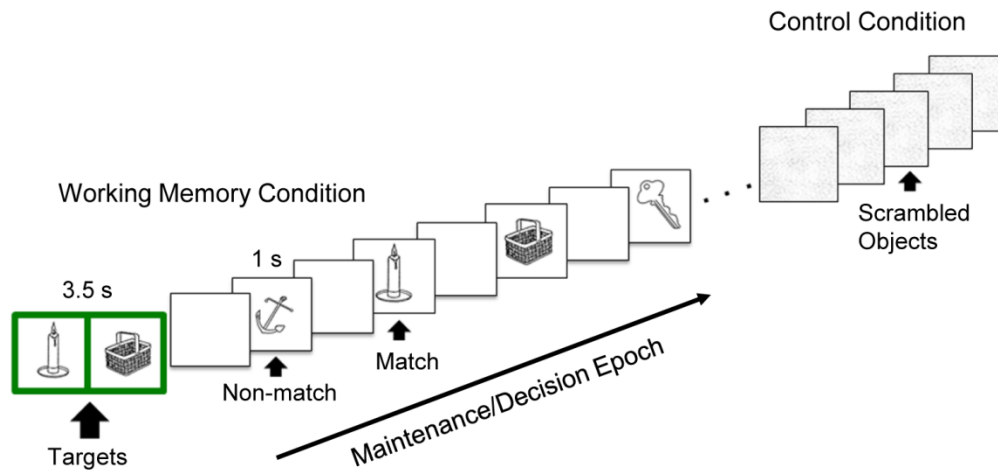 Control Condition
Working Memory Condition
Scrambled
Objects
1 s
3.5 s
Match
Non-match
Maintenance/Decision Epoch
Targets